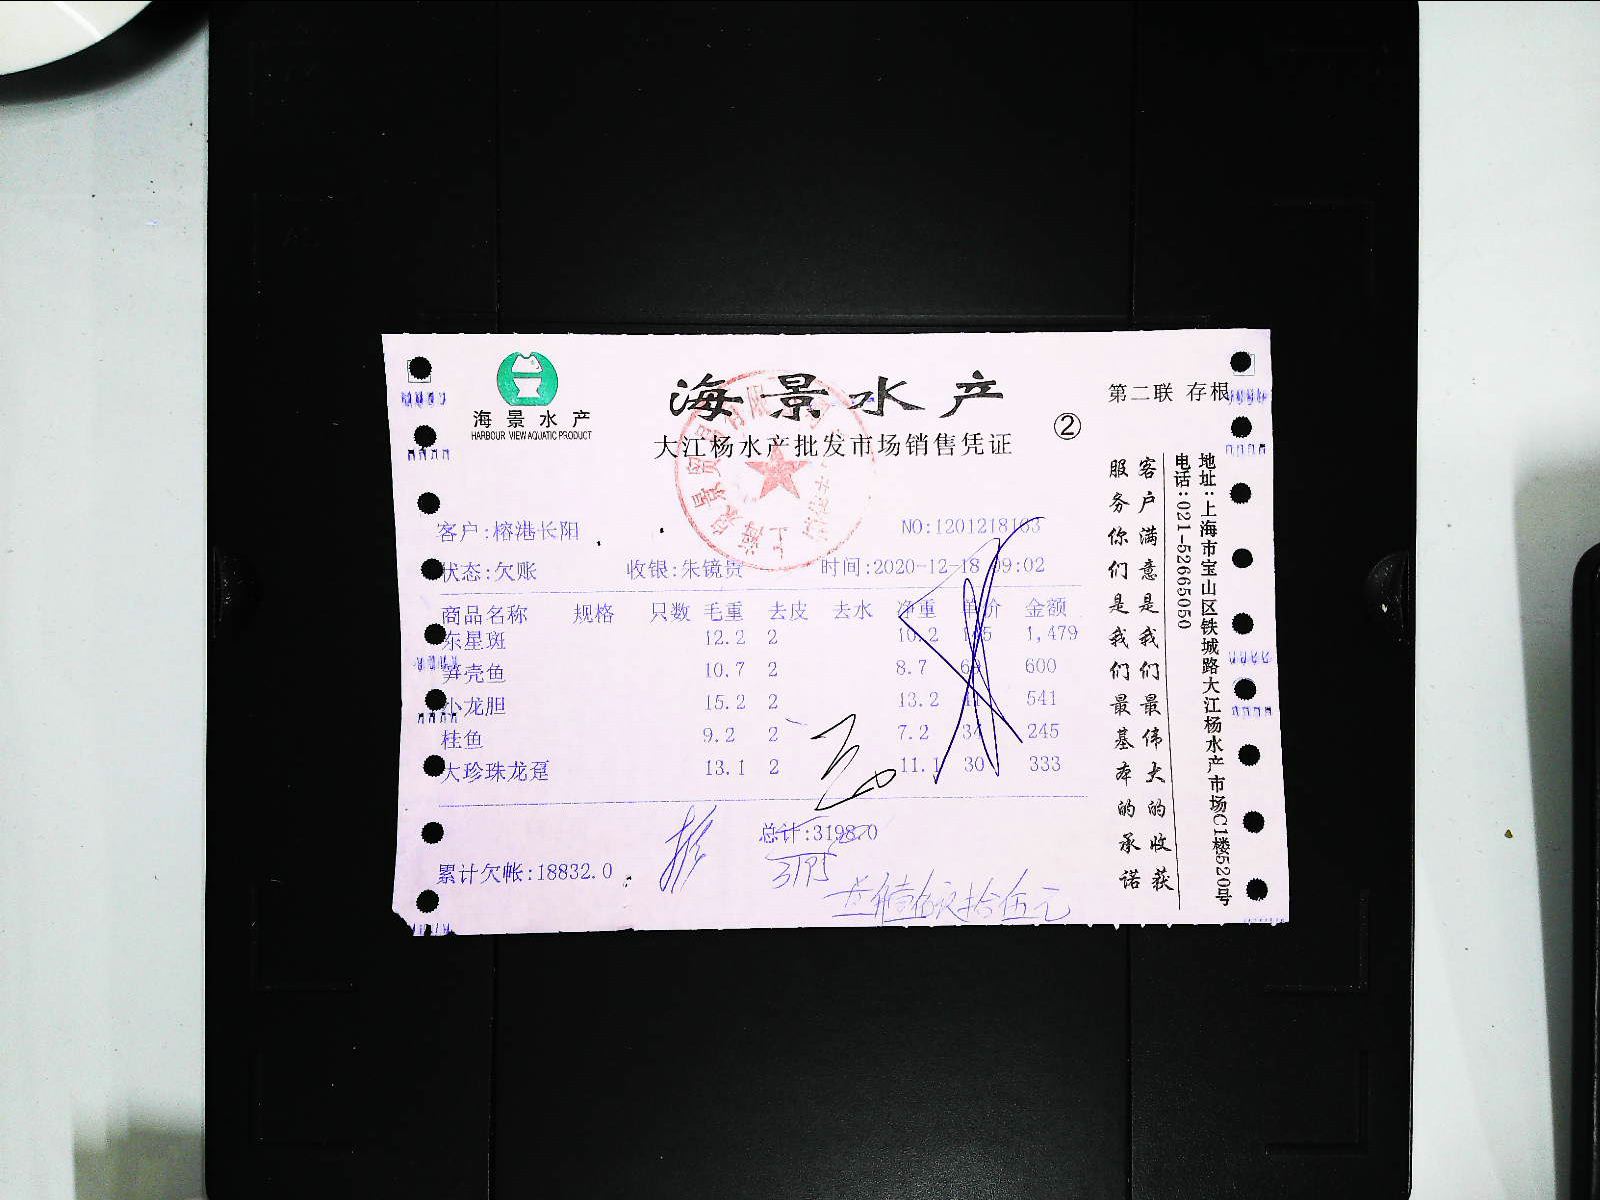 海景水产
HARBOUR VIEW AQUATIC PRODUCT
海景水产
大江杨水产批发市场销售凭证
②
第二联 存根
客户:榕港长阳
NO:1201218103
状态:欠账 收银:朱镜贵 时间:2020-12-18 09:02
商品名称 规格 只数 毛重 去皮 去水 净重 单价 金额
东星斑 12.2 2 10.2 145 1,479
笋壳鱼 10.7 2 8.7 69 600
小龙胆 15.2 2 13.2 41 541
桂鱼 9.2 2 7.2 34 245
大珍珠龙趸 13.1 2 11.1 30 333
总计:3198.0
累计欠帐:18832.0
客户满意是我们最伟大的收获
服务你们是我们最基本的承诺
地址:上海市宝山区铁城路大江杨水产市场C1楼520号
电话:021-52665050